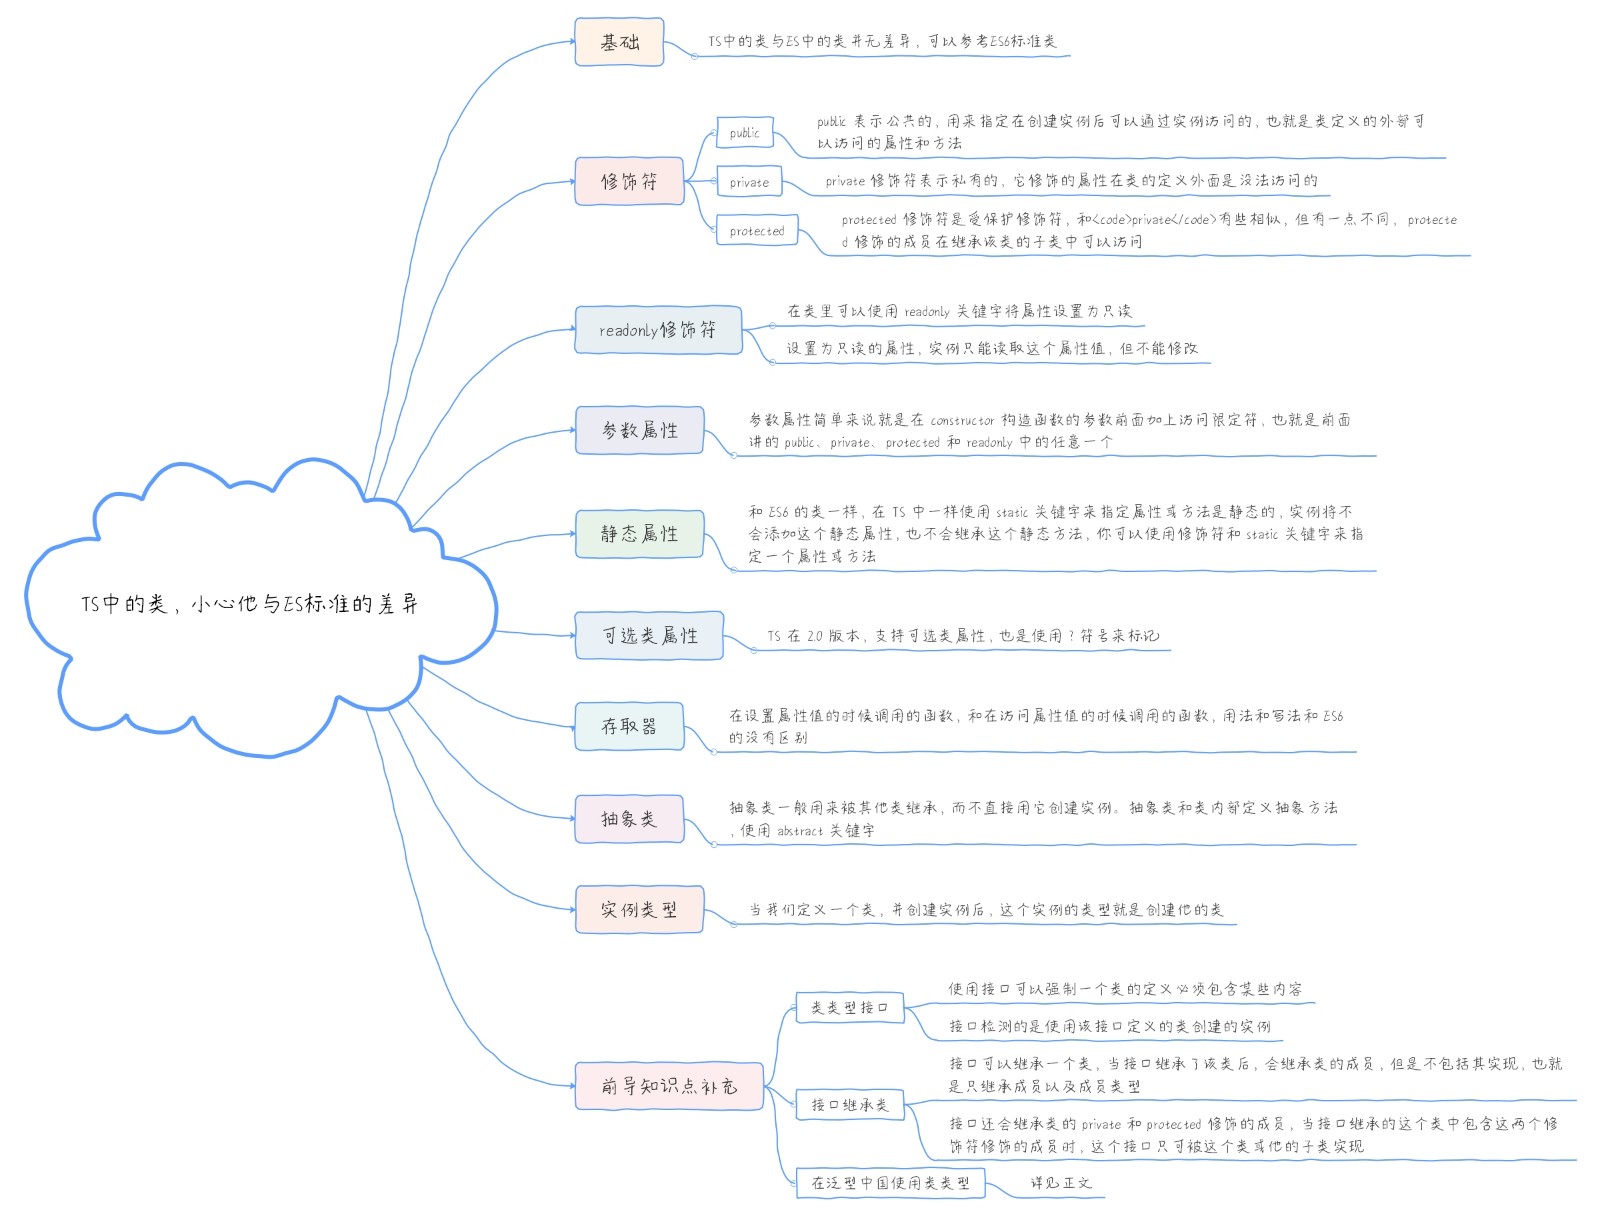 基础
TS中的类与ES中的类并无差异，可以参考ES6标准类
修饰符
public
public 表示公共的，用来指定在创建实例后可以通过实例访问的，也就是类定义的外部可
以访问的属性和方法
private
private 修饰符表示私有的，它修饰的属性在类的定义外面是没法访问的
protected
protected 修饰符是受保护修饰符，和<code>private</code>有些相似，但有一点不同，protecte
d 修饰的成员在继承该类的子类中可以访问
readonly修饰符
在类里可以使用 readonly 关键字将属性设置为只读
设置为只读的属性，实例只能读取这个属性值，但不能修改
参数属性
参数属性简单来说就是在 constructor 构造函数的参数前面加上访问限定符，也就是前面
讲的 public、private、protected 和 readonly 中的任意一个
静态属性
和 ES6 的类一样，在 TS 中一样使用 static 关键字来指定属性或方法是静态的，实例将不
会添加这个静态属性，也不会继承这个静态方法，你可以使用修饰符和 static 关键字来指
定一个属性或方法
TS中的类，小心他与ES标准的差异
可选类属性
TS 在 2.0 版本，支持可选类属性，也是使用 ? 符号来标记
存取器
在设置属性值的时候调用的函数，和在访问属性值的时候调用的函数，用法和写法和 ES6
的没有区别
抽象类
抽象类一般用来被其他类继承，而不直接用它创建实例。抽象类和类内部定义抽象方法
，使用 abstract 关键字
实例类型
当我们定义一个类，并创建实例后，这个实例的类型就是创建他的类
前导知识点补充
类类型接口
使用接口可以强制一个类的定义必须包含某些内容
接口检测的是使用该接口定义的类创建的实例
接口继承类
接口可以继承一个类，当接口继承了该类后，会继承类的成员，但是不包括其实现，也就
是只继承成员以及成员类型
接口还会继承类的 private 和 protected 修饰的成员，当接口继承的这个类中包含这两个修
饰符修饰的成员时，这个接口只可被这个类或他的子类实现
在泛型中国使用类类型
详见正文